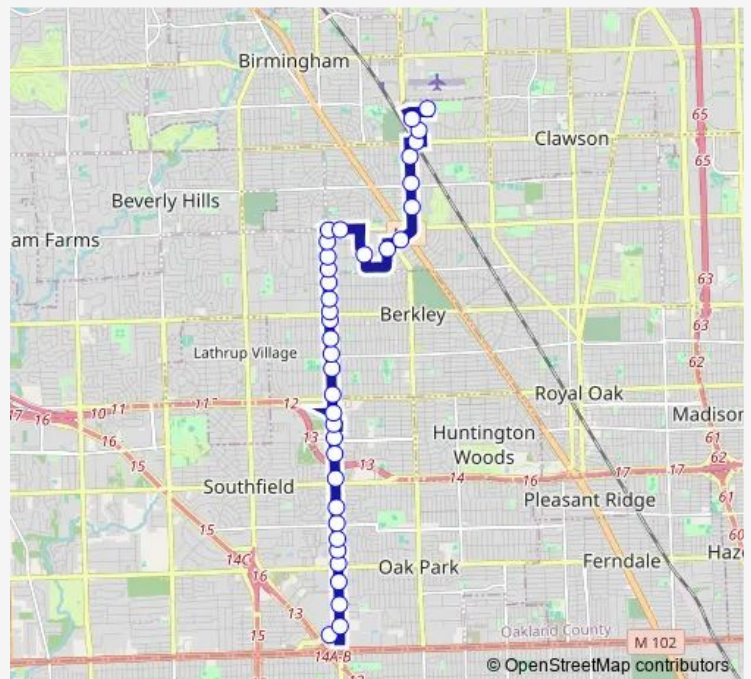 Birmingham
65
Clawson
65
Beverly Hills
am Farms
63
Berkley
63
Lathrup Village
62
12
11
10 11
17 16
Royal Oak
Madison
13
61
16
Huntington
Woods
62
13
14
16
17
17
15
Southfield
61
Pleasant Ridge
15
60
14C
16
Oak Park
Ferndale
Haze
13
15
Oakland County
M 102
14A-B
© OpenStreetMap contributors